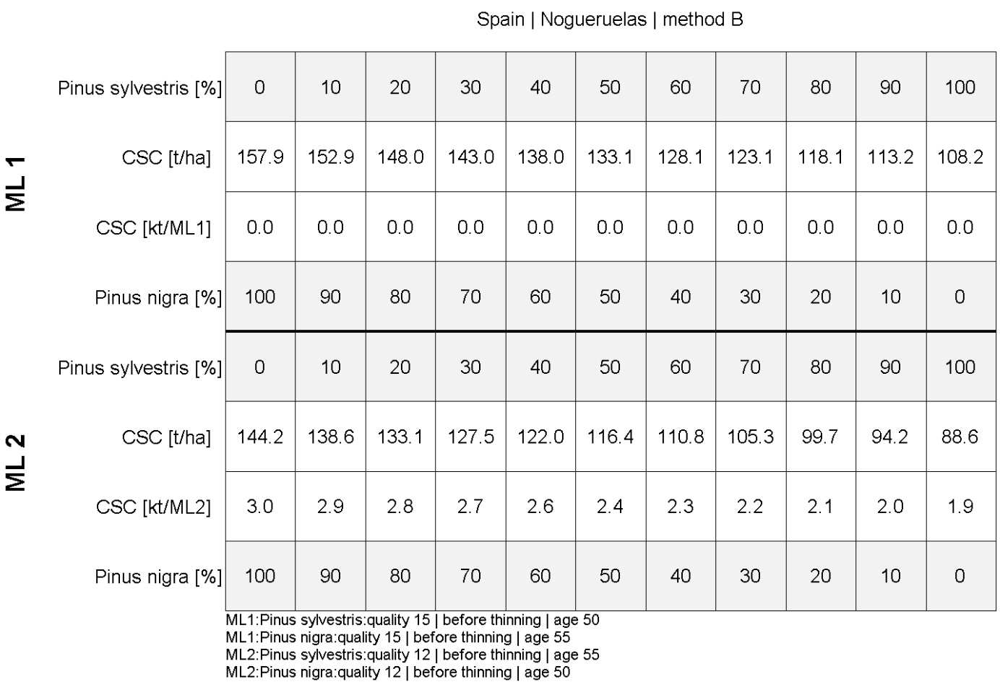 Spain | Nogueruelas | method B
ML 1
Pinus sylvestris [%] 0 10 20 30 40 50 60 70 80 90 100
CSC [t/ha] 157.9 152.9 148.0 143.0 138.0 133.1 128.1 123.1 118.1 113.2 108.2
CSC [kt/ML1] 0.0 0.0 0.0 0.0 0.0 0.0 0.0 0.0 0.0 0.0 0.0
Pinus nigra [%] 100 90 80 70 60 50 40 30 20 10 0
ML 2
Pinus sylvestris [%] 0 10 20 30 40 50 60 70 80 90 100
CSC [t/ha] 144.2 138.6 133.1 127.5 122.0 116.4 110.8 105.3 99.7 94.2 88.6
CSC [kt/ML2] 3.0 2.9 2.8 2.7 2.6 2.4 2.3 2.2 2.1 2.0 1.9
Pinus nigra [%] 100 90 80 70 60 50 40 30 20 10 0
ML1:Pinus sylvestris:quality 15 | before thinning | age 50
ML1:Pinus nigra:quality 15 | before thinning | age 55
ML2:Pinus sylvestris:quality 12 | before thinning | age 55
ML2:Pinus nigra:quality 12 | before thinning | age 50